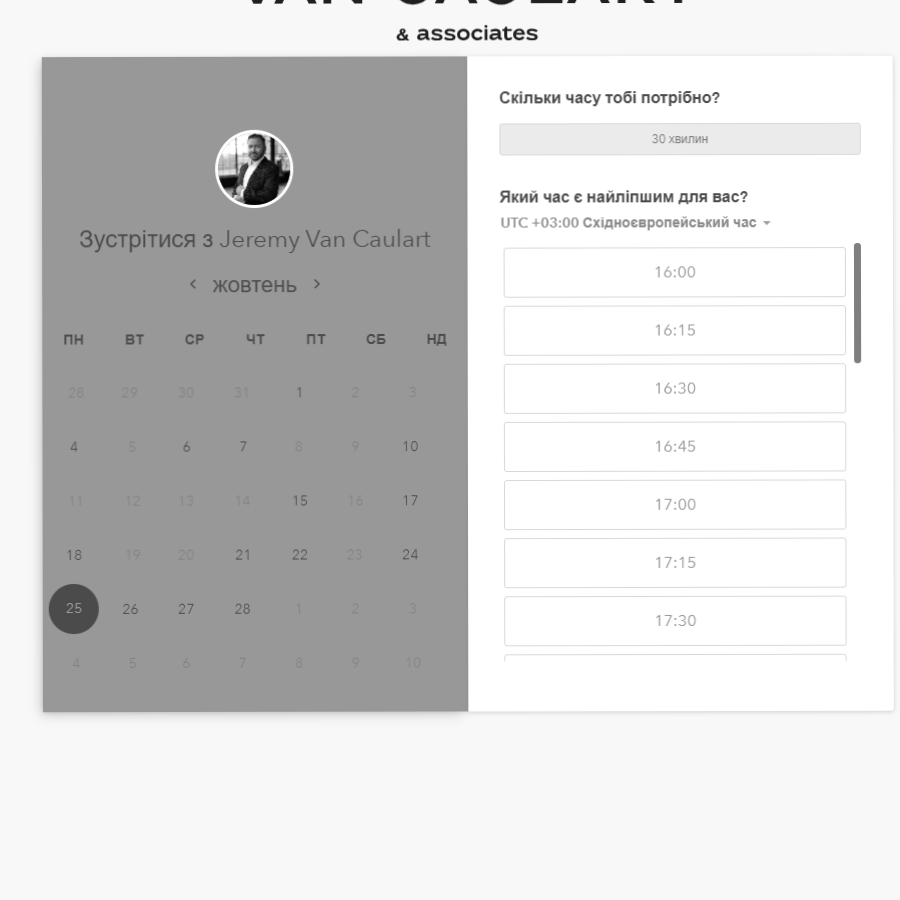 VAN CAULART
& associates
Зустрітися з Jeremy Van Caulart
жовтень
ПН ВТ СР ЧТ ПТ СБ НД
28 29 30 31 1 2 3
4 5 6 7 8 9 10
11 12 13 14 15 16 17
18 19 20 21 22 23 24
25 26 27 28 1 2 3
4 5 6 7 8 9 10
Скільки часу тобі потрібно?
30 хвилин
Який час є найліпшим для вас?
UTC +03:00 Східноєвропейський час
16:00
16:15
16:30
16:45
17:00
17:15
17:30